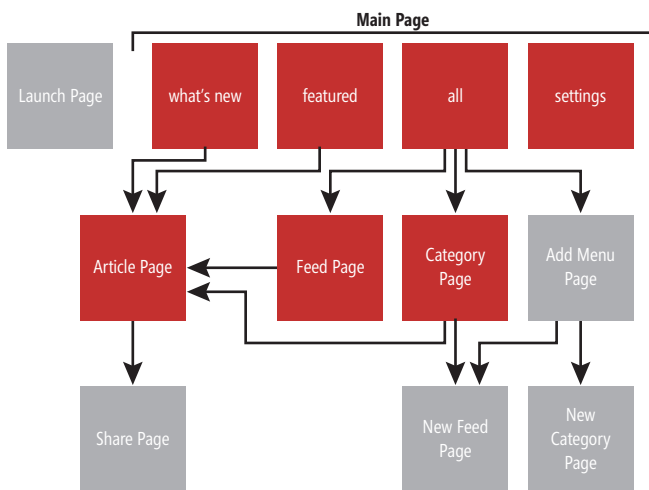 Main Page
Launch Page
what's new
featured
all
settings
Article Page
Feed Page
Category
Page
Add Menu
Page
Share Page
New Feed
Page
New
Category
Page